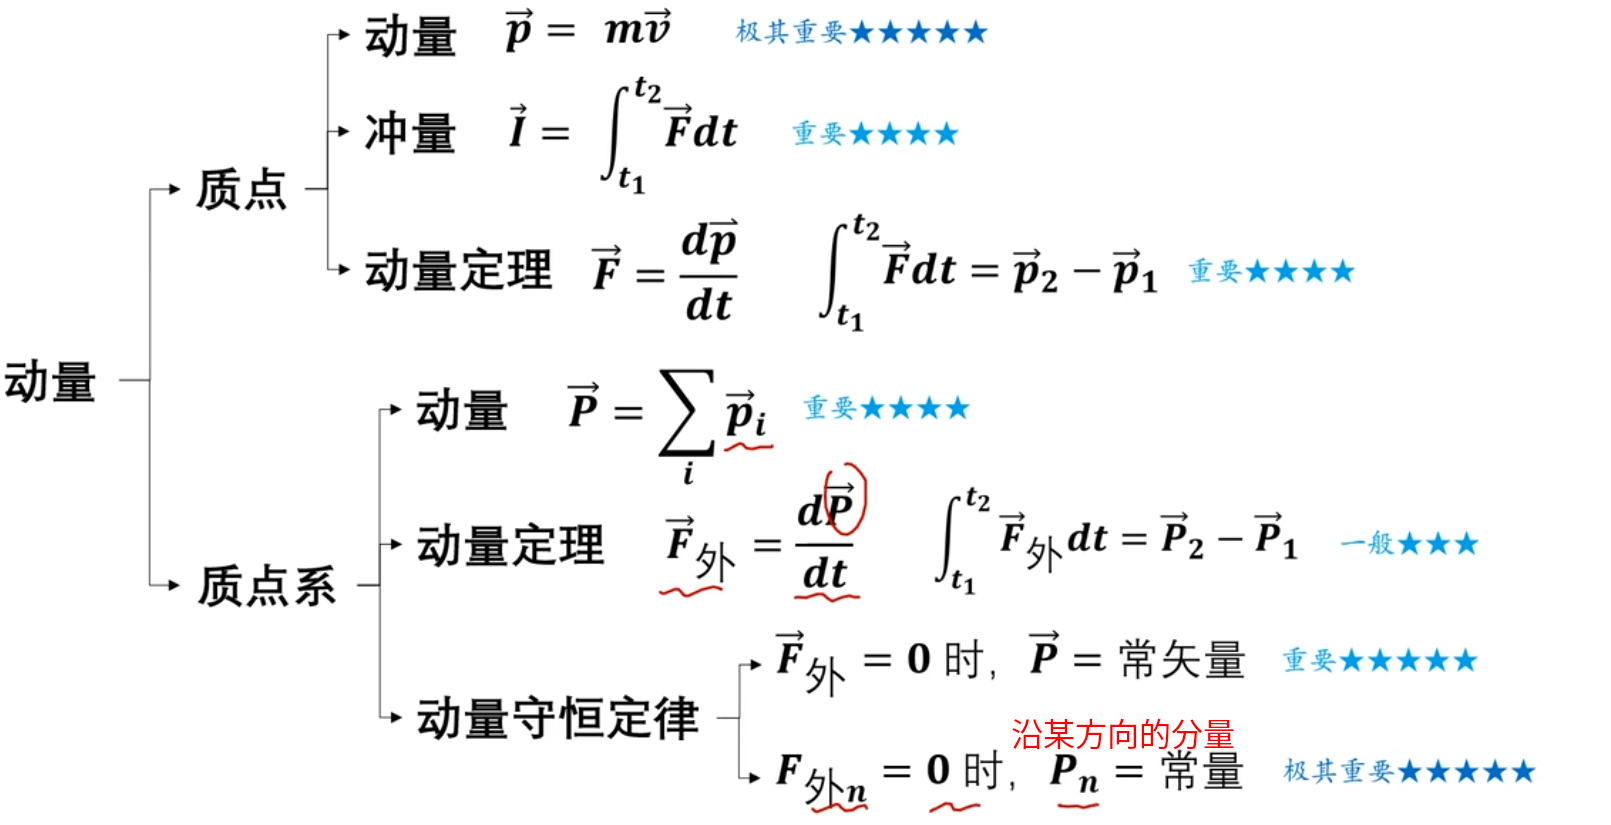 动量 $\vec{p} = m\vec{v}$ 极其重要★★★★★
冲量 $\vec{I} = \int_{t_1}^{t_2} \vec{F}dt$ 重要★★★★
质点
动量定理 $\vec{F} = \frac{d\vec{p}}{dt}$ $\int_{t_1}^{t_2} \vec{F}dt = \vec{p}_2 - \vec{p}_1$ 重要★★★★
动量
动量 $\vec{P} = \sum_i \vec{p}_i$ 重要★★★★
动量定理 $\vec{F}_{外} = \frac{d\vec{P}}{dt}$ $\int_{t_1}^{t_2} \vec{F}_{外}dt = \vec{P}_2 - \vec{P}_1$ 一般★★★
质点系
$\vec{F}_{外} = 0$ 时, $\vec{P} =$ 常矢量 重要★★★★★
动量守恒定律
沿某方向的分量
$F_{外n} = 0$ 时, $P_n =$ 常量 极其重要★★★★★